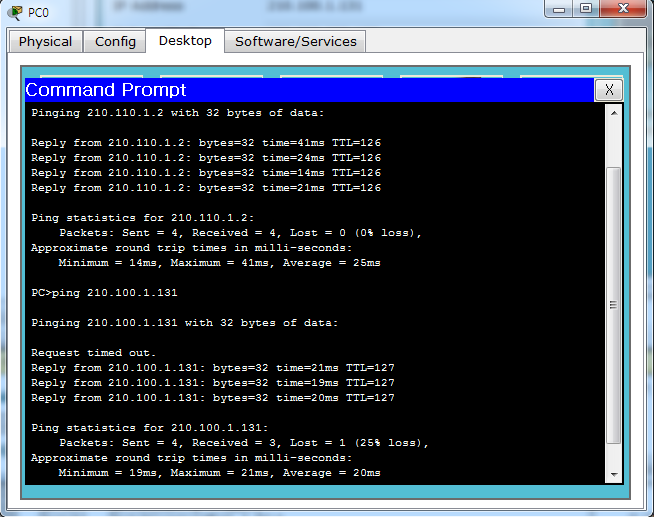 IP Address 210.100.1.131
PC0
Physical Config Desktop Software/Services
Command Prompt X
Pinging 210.110.1.2 with 32 bytes of data:
Reply from 210.110.1.2: bytes=32 time=41ms TTL=126
Reply from 210.110.1.2: bytes=32 time=24ms TTL=126
Reply from 210.110.1.2: bytes=32 time=14ms TTL=126
Reply from 210.110.1.2: bytes=32 time=21ms TTL=126
Ping statistics for 210.110.1.2:
Packets: Sent = 4, Received = 4, Lost = 0 (0% loss),
Approximate round trip times in milli-seconds:
Minimum = 14ms, Maximum = 41ms, Average = 25ms
PC>ping 210.100.1.131
Pinging 210.100.1.131 with 32 bytes of data:
Request timed out.
Reply from 210.100.1.131: bytes=32 time=21ms TTL=127
Reply from 210.100.1.131: bytes=32 time=19ms TTL=127
Reply from 210.100.1.131: bytes=32 time=20ms TTL=127
Ping statistics for 210.100.1.131:
Packets: Sent = 4, Received = 3, Lost = 1 (25% loss),
Approximate round trip times in milli-seconds:
Minimum = 19ms, Maximum = 21ms, Average = 20ms